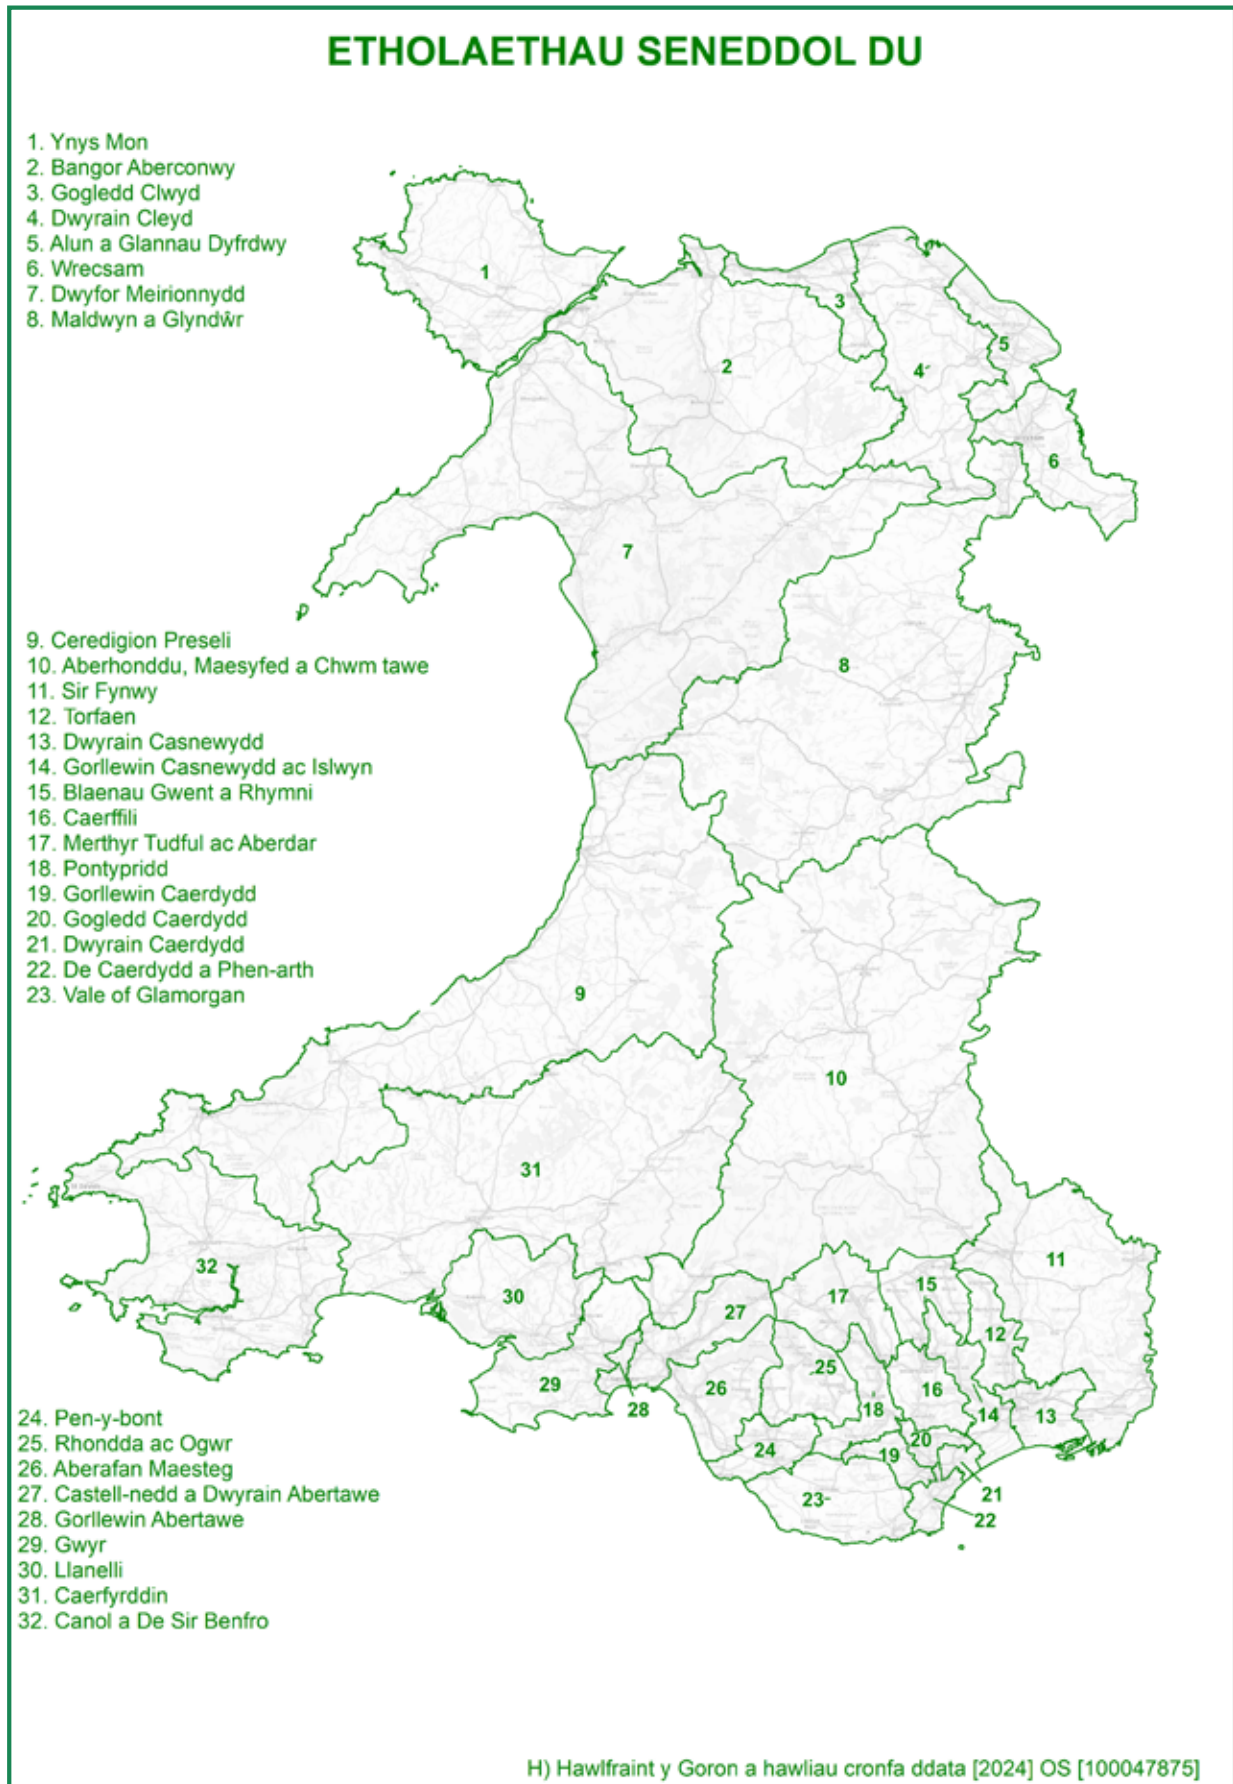 ETHOLAETHAU SENEDDOL DU
1. Ynys Mon
2. Bangor Aberconwy
3. Gogledd Clwyd
4. Dwyrain Cleyd
5. Alun a Glannau Dyfrdwy
6. Wrecsam
7. Dwyfor Meirionnydd
8. Maldwyn a Glyndŵr
1
2
3
4
5
6
7
8
9. Ceredigion Preseli
10. Aberhonddu, Maesyfed a Chwm tawe
11. Sir Fynwy
12. Torfaen
13. Dwyrain Casnewydd
14. Gorllewin Casnewydd ac Islwyn
15. Blaenau Gwent a Rhymni
16. Caerffili
17. Merthyr Tudful ac Aberdar
18. Pontypridd
19. Gorllewin Caerdydd
20. Gogledd Caerdydd
21. Dwyrain Caerdydd
22. De Caerdydd a Phen-arth
23. Vale of Glamorgan
9
10
31
11
32
30
15
17
27
12
25
29
26
16
28
18
14
13
20
24
19
21
23
22
24. Pen-y-bont
25. Rhondda ac Ogwr
26. Aberafan Maesteg
27. Castell-nedd a Dwyrain Abertawe
28. Gorllewin Abertawe
29. Gwyr
30. Llanelli
31. Caerfyrddin
32. Canol a De Sir Benfro
H) Hawlfraint y Goron a hawliau cronfa ddata [2024] OS [100047875]